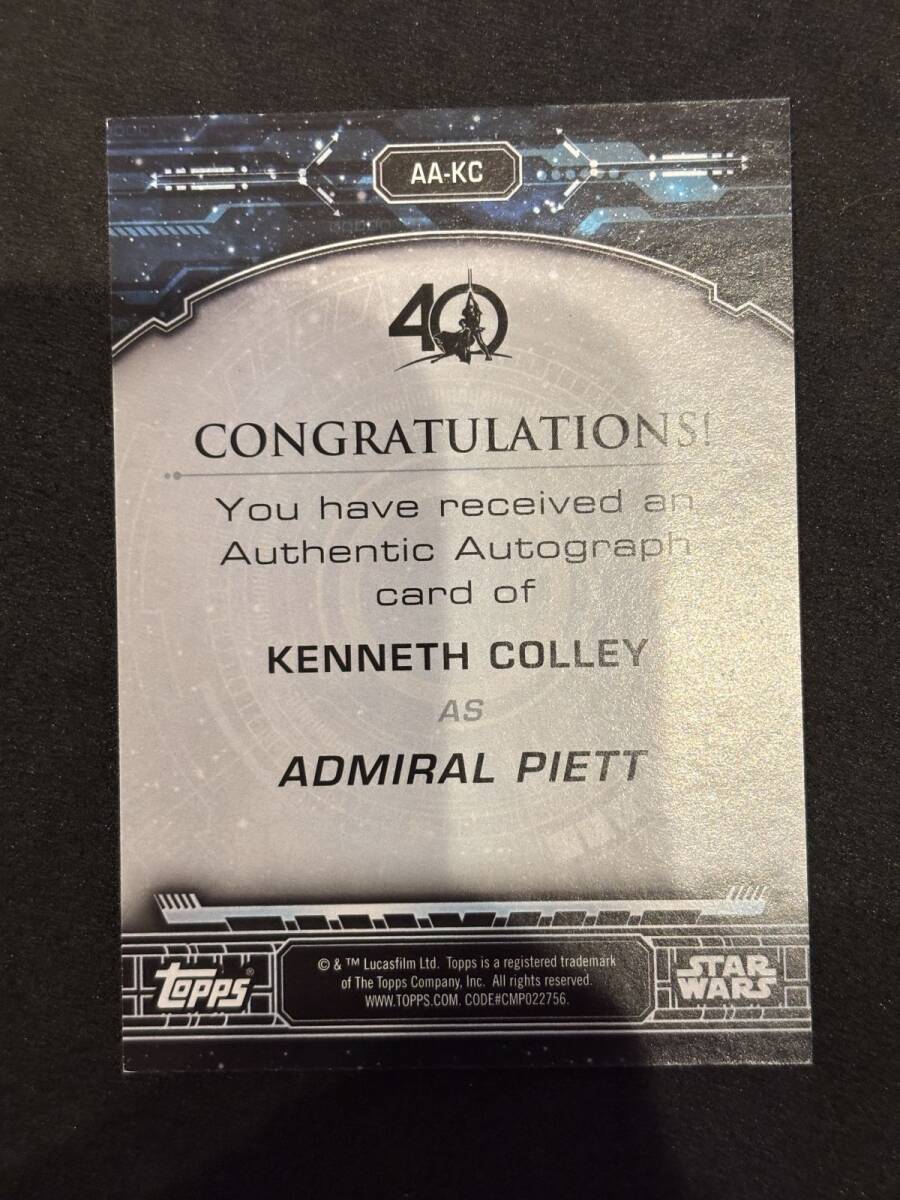 AA-KC
40
CONGRATULATIONS!
You have received an
Authentic Autograph
card of
KENNETH COLLEY
AS
ADMIRAL PIETT
topps®
© & ™ Lucasfilm Ltd. Topps is a registered trademark
of The Topps Company, Inc. All rights reserved.
WWW.TOPPS.COM. CODE#CMP022756.
STAR
WARS